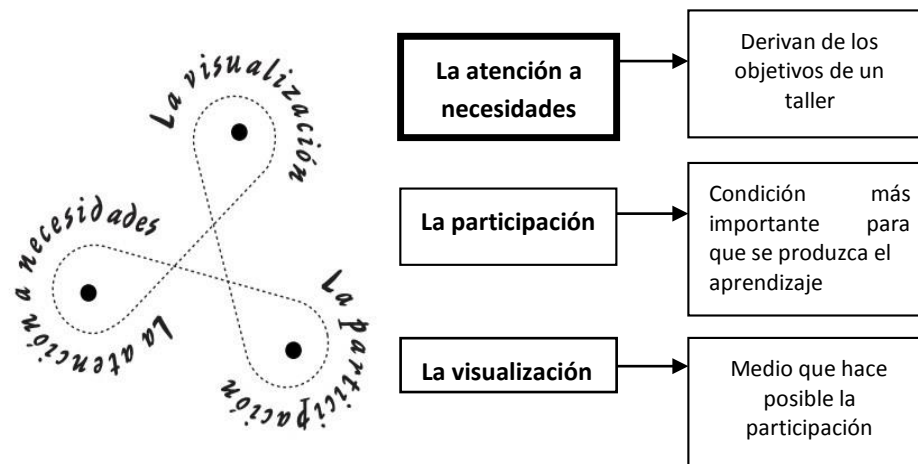 La visualización
La atención a necesidades
La participación
La atención a
necesidades
Derivan de los
objetivos de un
taller
La participación
Condición más
importante para
que se produzca el
aprendizaje
La visualización
Medio que hace
posible la
participación